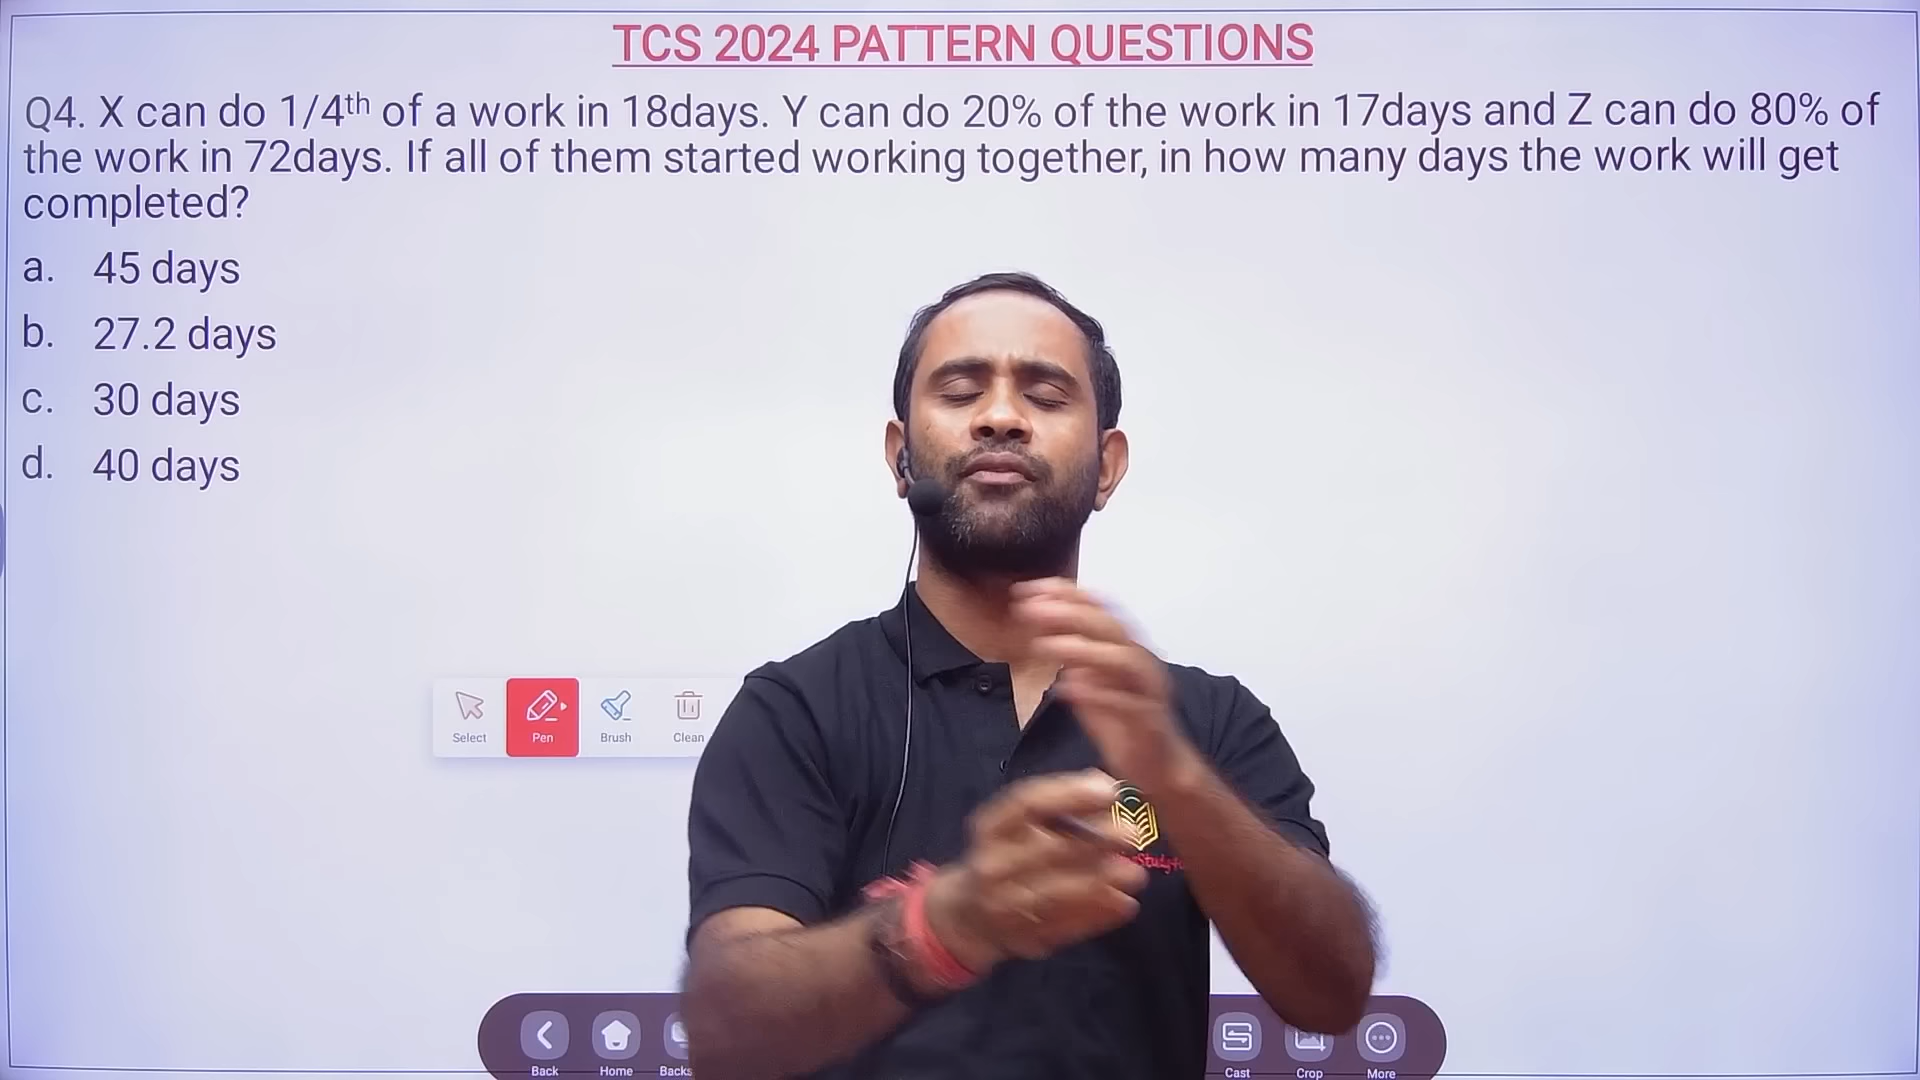 TCS 2024 PATTERN QUESTIONS
Q4. X can do 1/4th of a work in 18days. Y can do 20% of the work in 17days and Z can do 80% of
the work in 72days. If all of them started working together, in how many days the work will get
completed?
a. 45 days
b. 27.2 days
c. 30 days
d. 40 days
Select Pen Brush Clean
Back Home Backs Cast Crop More